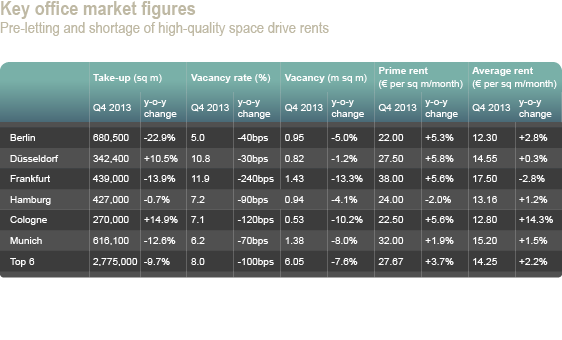 Key office market figures
Pre-letting and shortage of high-quality space drive rents
Take-up (sq m) Vacancy rate (%) Vacancy (m sq m) Prime rent (€ per sq m/month) Average rent (€ per sq m/month)
Q4 2013 y-o-y change Q4 2013 y-o-y change Q4 2013 y-o-y change Q4 2013 y-o-y change Q4 2013 y-o-y change
Berlin 680,500 -22.9% 5.0 -40bps 0.95 -5.0% 22.00 +5.3% 12.30 +2.8%
Düsseldorf 342,400 +10.5% 10.8 -30bps 0.82 -1.2% 27.50 +5.8% 14.55 +0.3%
Frankfurt 439,000 -13.9% 11.9 -240bps 1.43 -13.3% 38.00 +5.6% 17.50 -2.8%
Hamburg 427,000 -0.7% 7.2 -90bps 0.94 -4.1% 24.00 -2.0% 13.16 +1.2%
Cologne 270,000 +14.9% 7.1 -120bps 0.53 -10.2% 22.50 +5.6% 12.80 +14.3%
Munich 616,100 -12.6% 6.2 -70bps 1.38 -8.0% 32.00 +1.9% 15.20 +1.5%
Top 6 2,775,000 -9.7% 8.0 -100bps 6.05 -7.6% 27.67 +3.7% 14.25 +2.2%